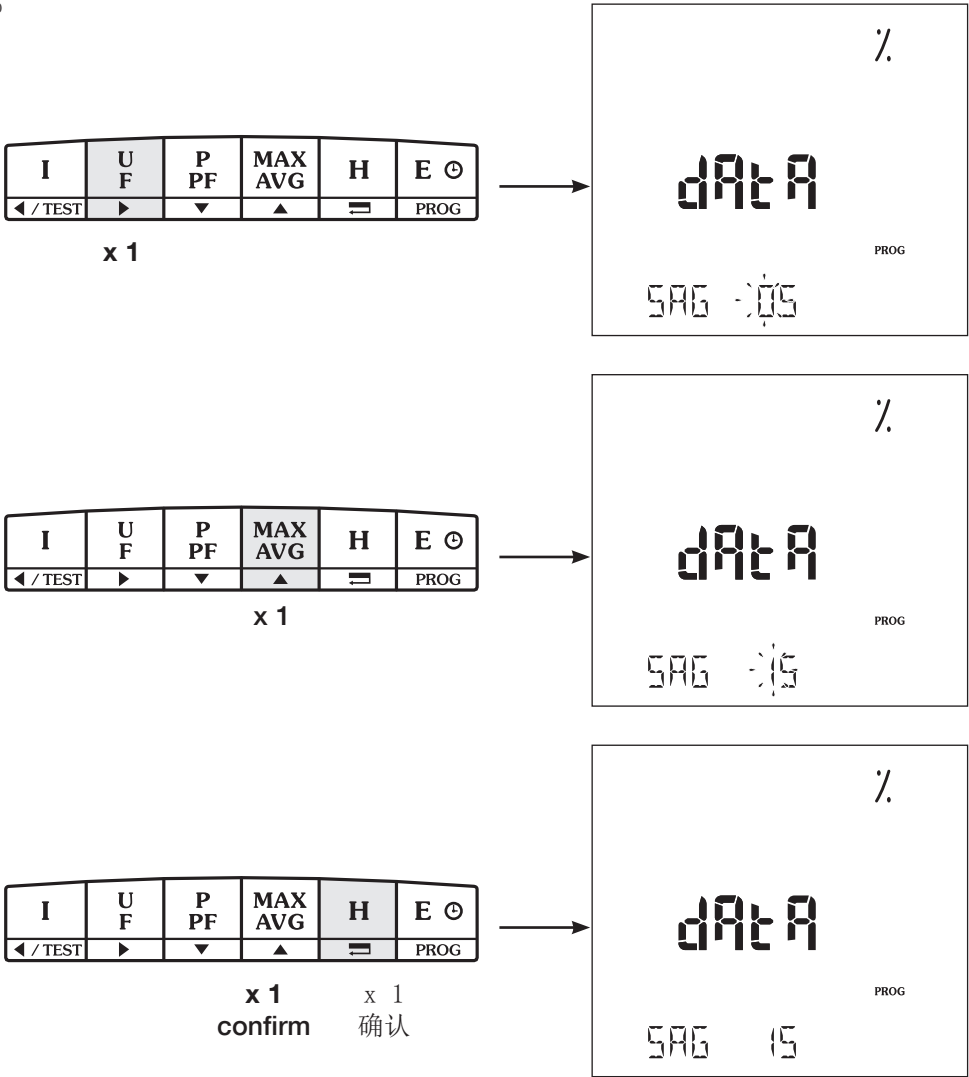 %
I U F P PF MAX AVG H E
dAtA
/ TEST PROG
x 1
PROG
SAG - 05
%
I U F P PF MAX AVG H E
dAtA
/ TEST PROG
x 1
PROG
SAG - 15
%
I U F P PF MAX AVG H E
dAtA
/ TEST PROG
x 1 x 1
PROG
confirm 确认
SAG 15